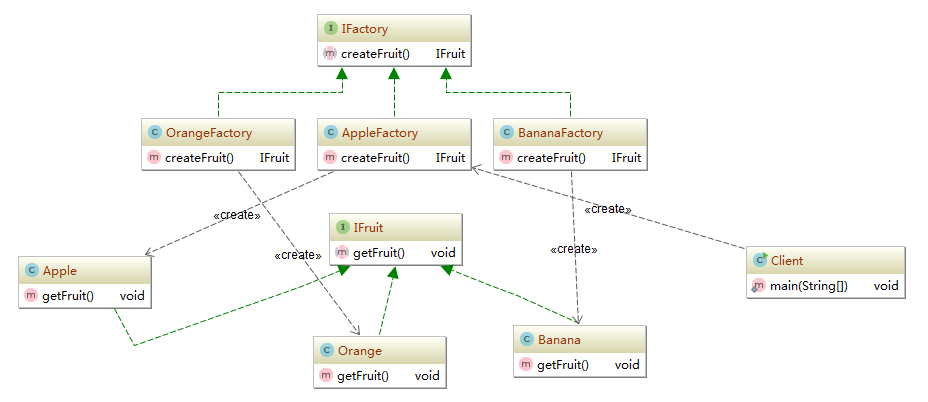 I IFactory
m createFruit() IFruit
C OrangeFactory
m createFruit() IFruit
C AppleFactory
m createFruit() IFruit
C BananaFactory
m createFruit() IFruit
«create»
«create»
«create»
«create»
I IFruit
m getFruit() void
C Apple
m getFruit() void
C Client
m main(String[]) void
C Orange
m getFruit() void
C Banana
m getFruit() void